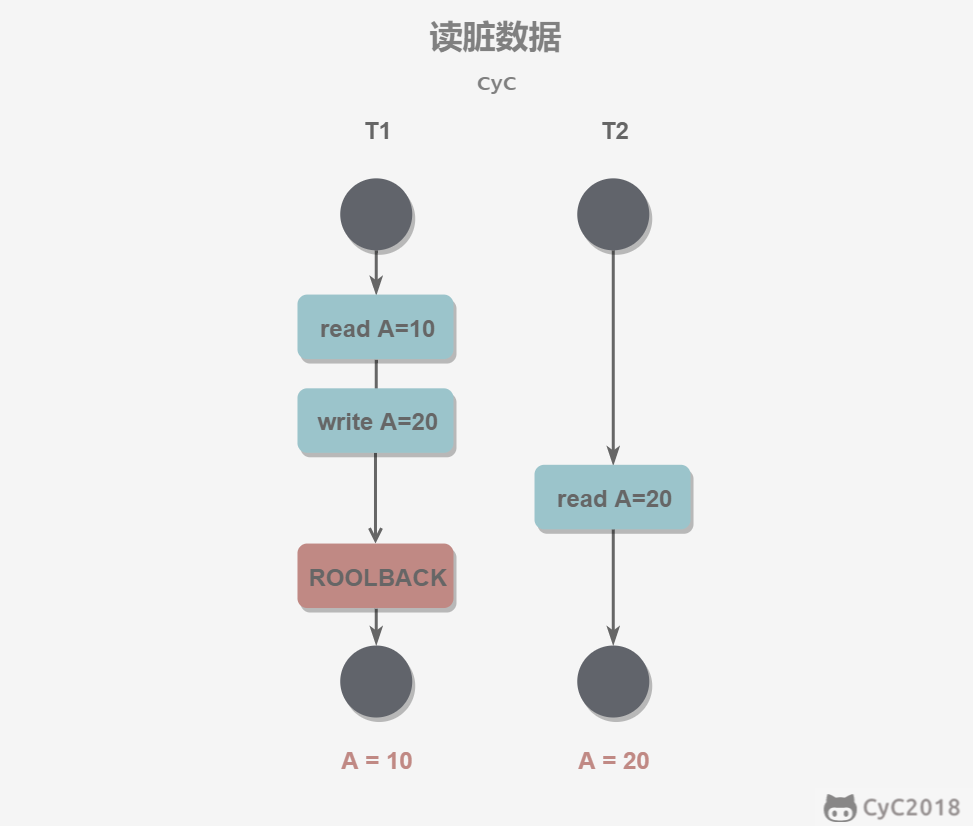 读脏数据
CyC
T1 T2
read A=10
write A=20
read A=20
ROOLBACK
A = 10 A = 20
CyC2018